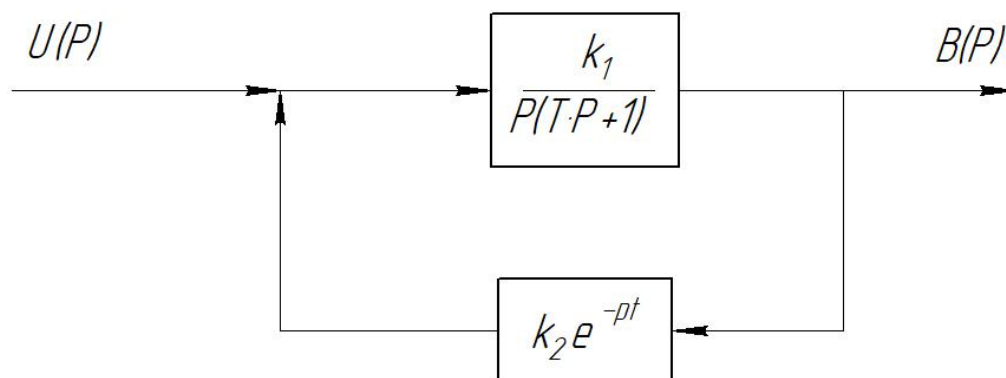 U(P)
k₁
P(T·P+1)
B(P)
k₂e⁻ᵖᵗ